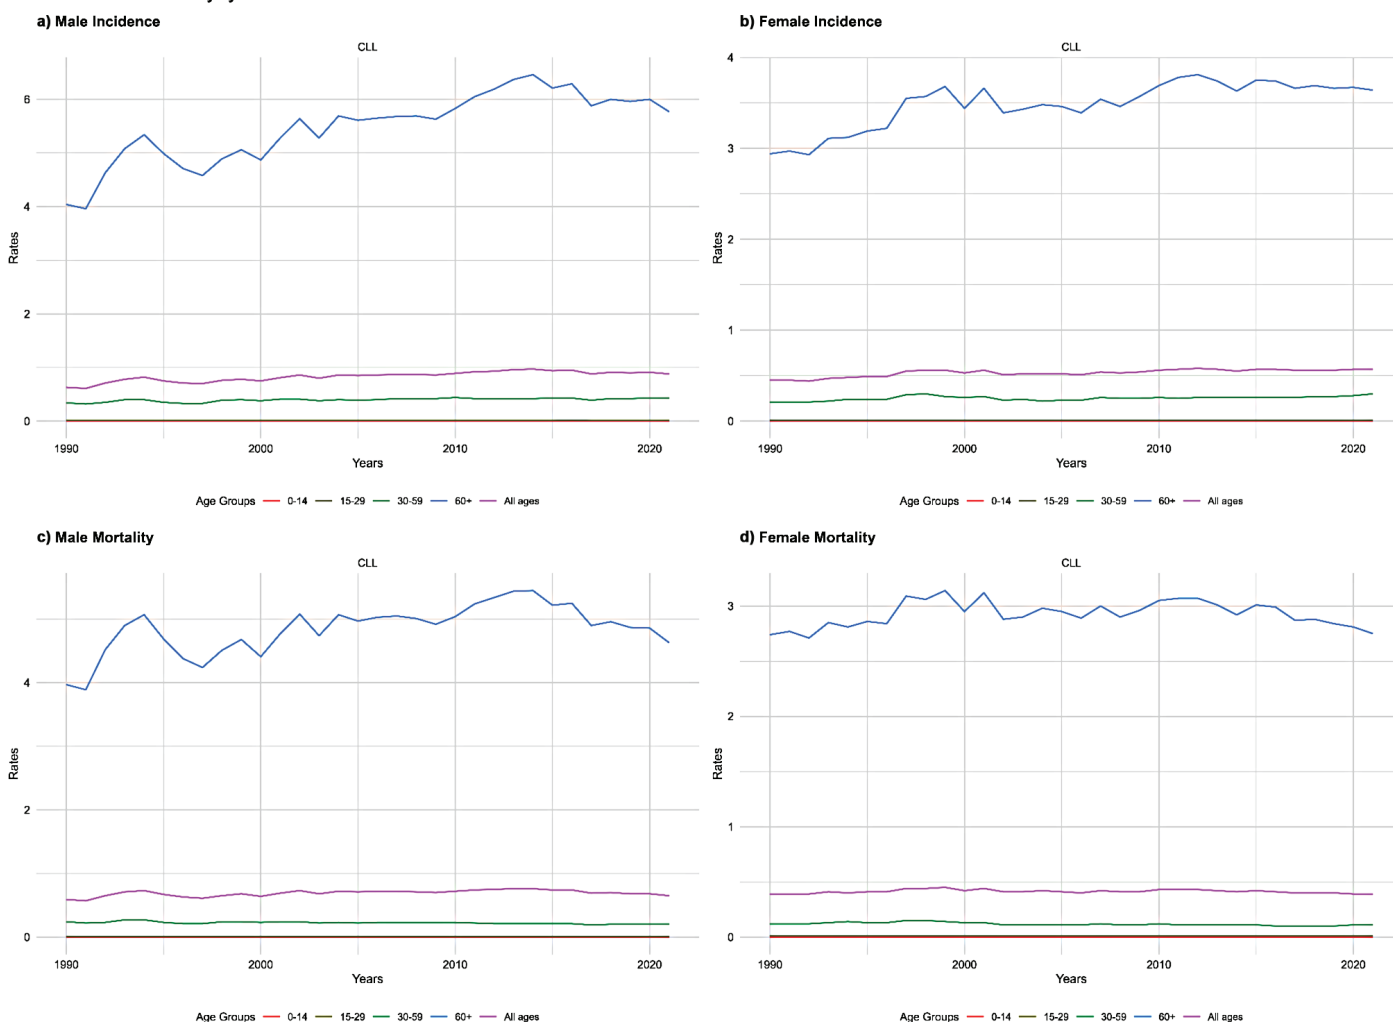 a) Male Incidence
CLL
6
4
2
0
Rates
1990
2000
2010
2020
Years
Age Groups 0-14 15-29 30-59 60+ All ages
b) Female Incidence
CLL
4
3
2
1
0
Rates
1990
2000
2010
2020
Years
Age Groups 0-14 15-29 30-59 60+ All ages
c) Male Mortality
CLL
4
2
0
Rates
1990
2000
2010
2020
Years
Age Groups 0-14 15-29 30-59 60+ All ages
d) Female Mortality
CLL
3
2
1
0
Rates
1990
2000
2010
2020
Years
Age Groups 0-14 15-29 30-59 60+ All ages